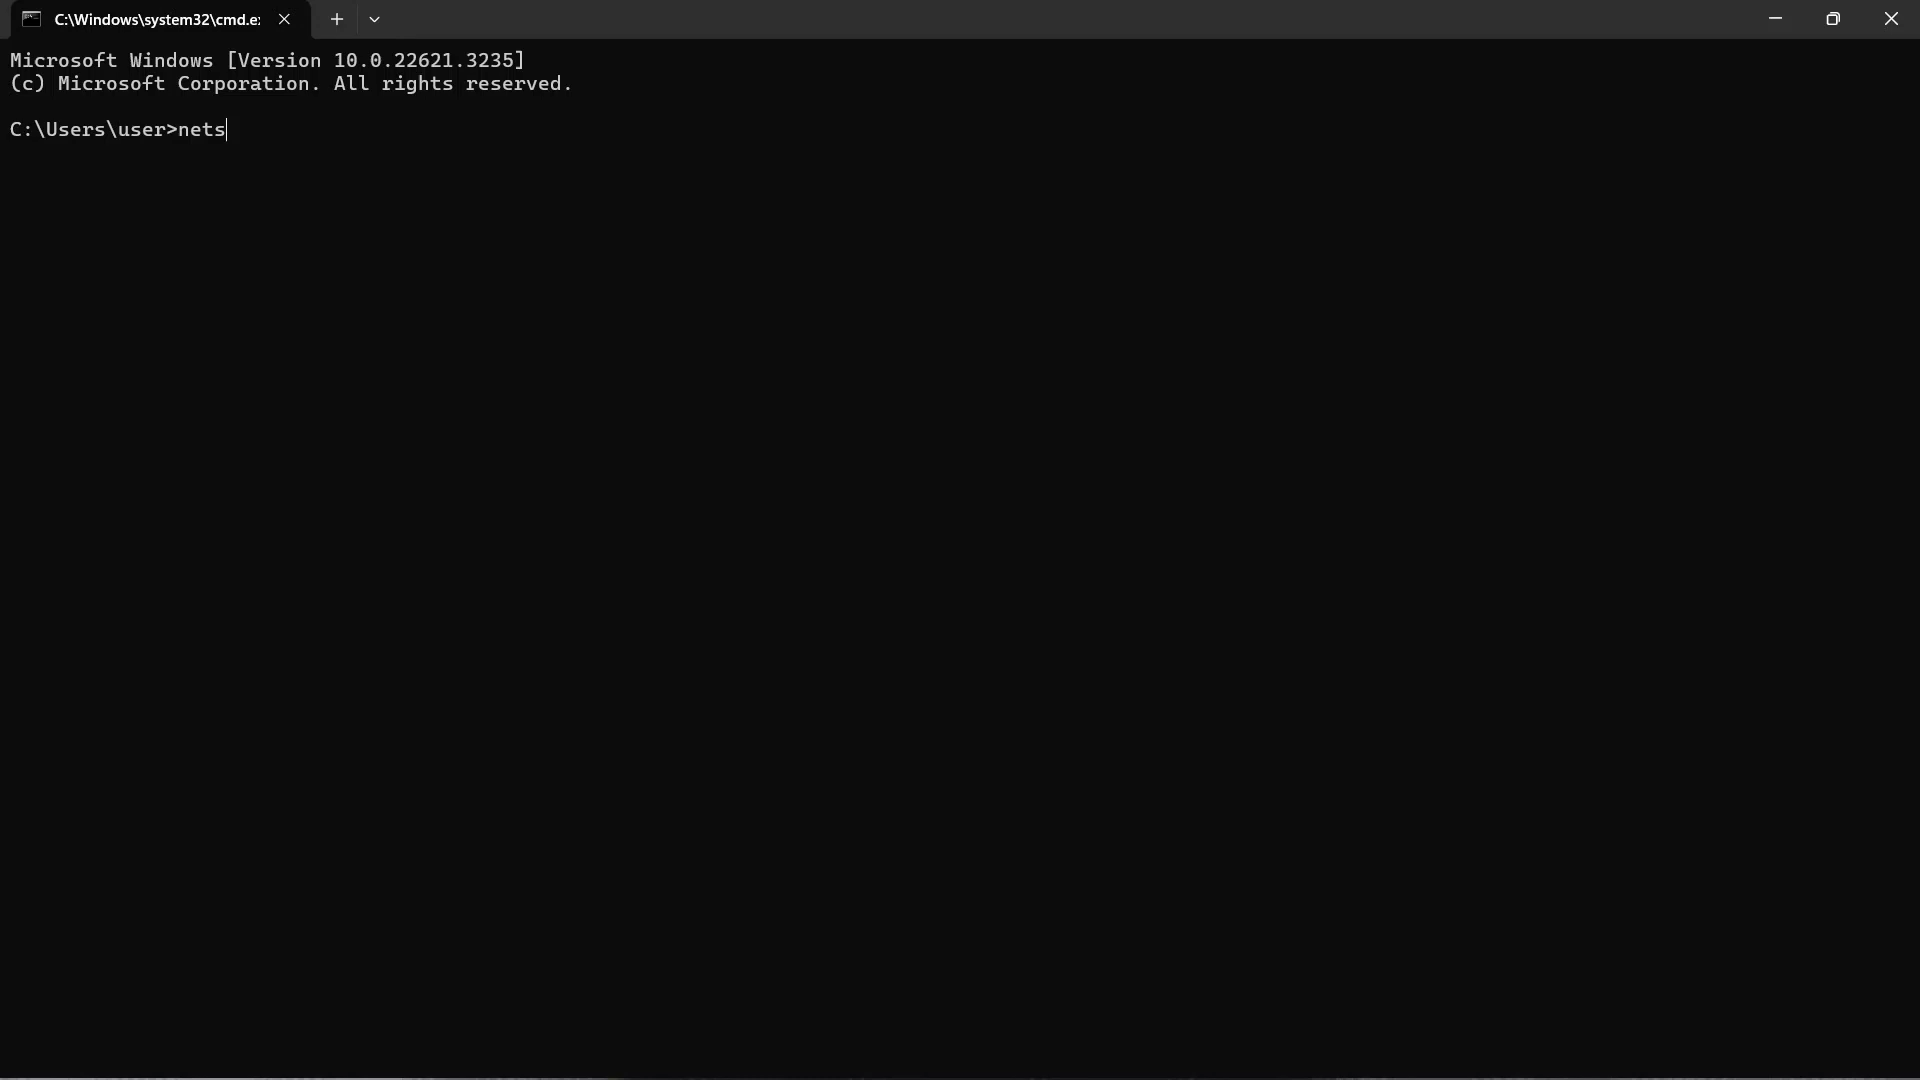 C:\Windows\system32\cmd.e
Microsoft Windows [Version 10.0.22621.3235]
(c) Microsoft Corporation. All rights reserved.
C:\Users\user>nets